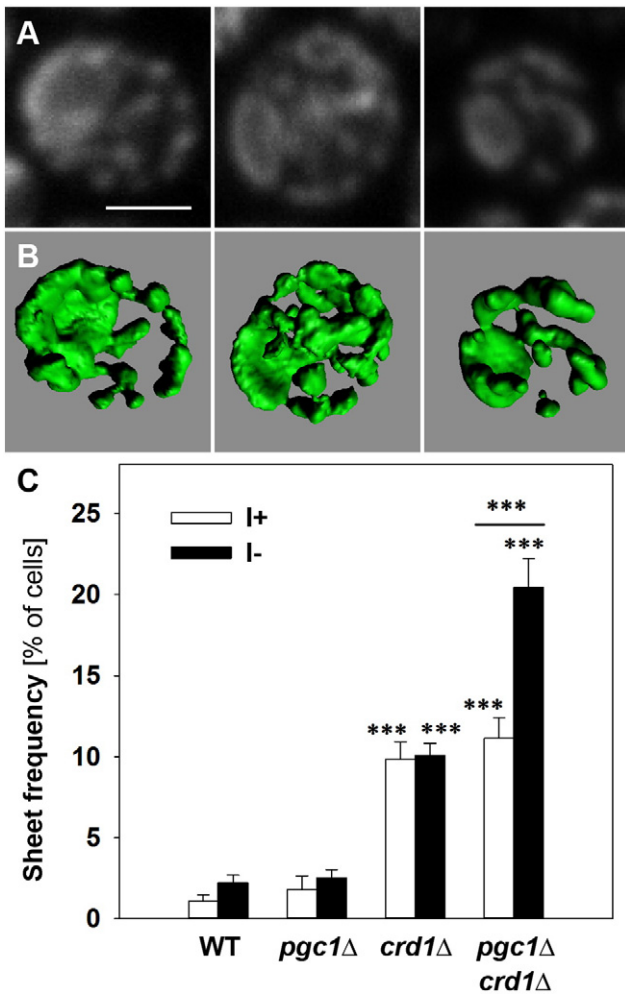 A
B
C
Sheet frequency [% of cells]
25
20
15
10
5
0
I+
I-
***
***
*** ***
***
WT pgc1Δ crd1Δ pgc1Δ
crd1Δ